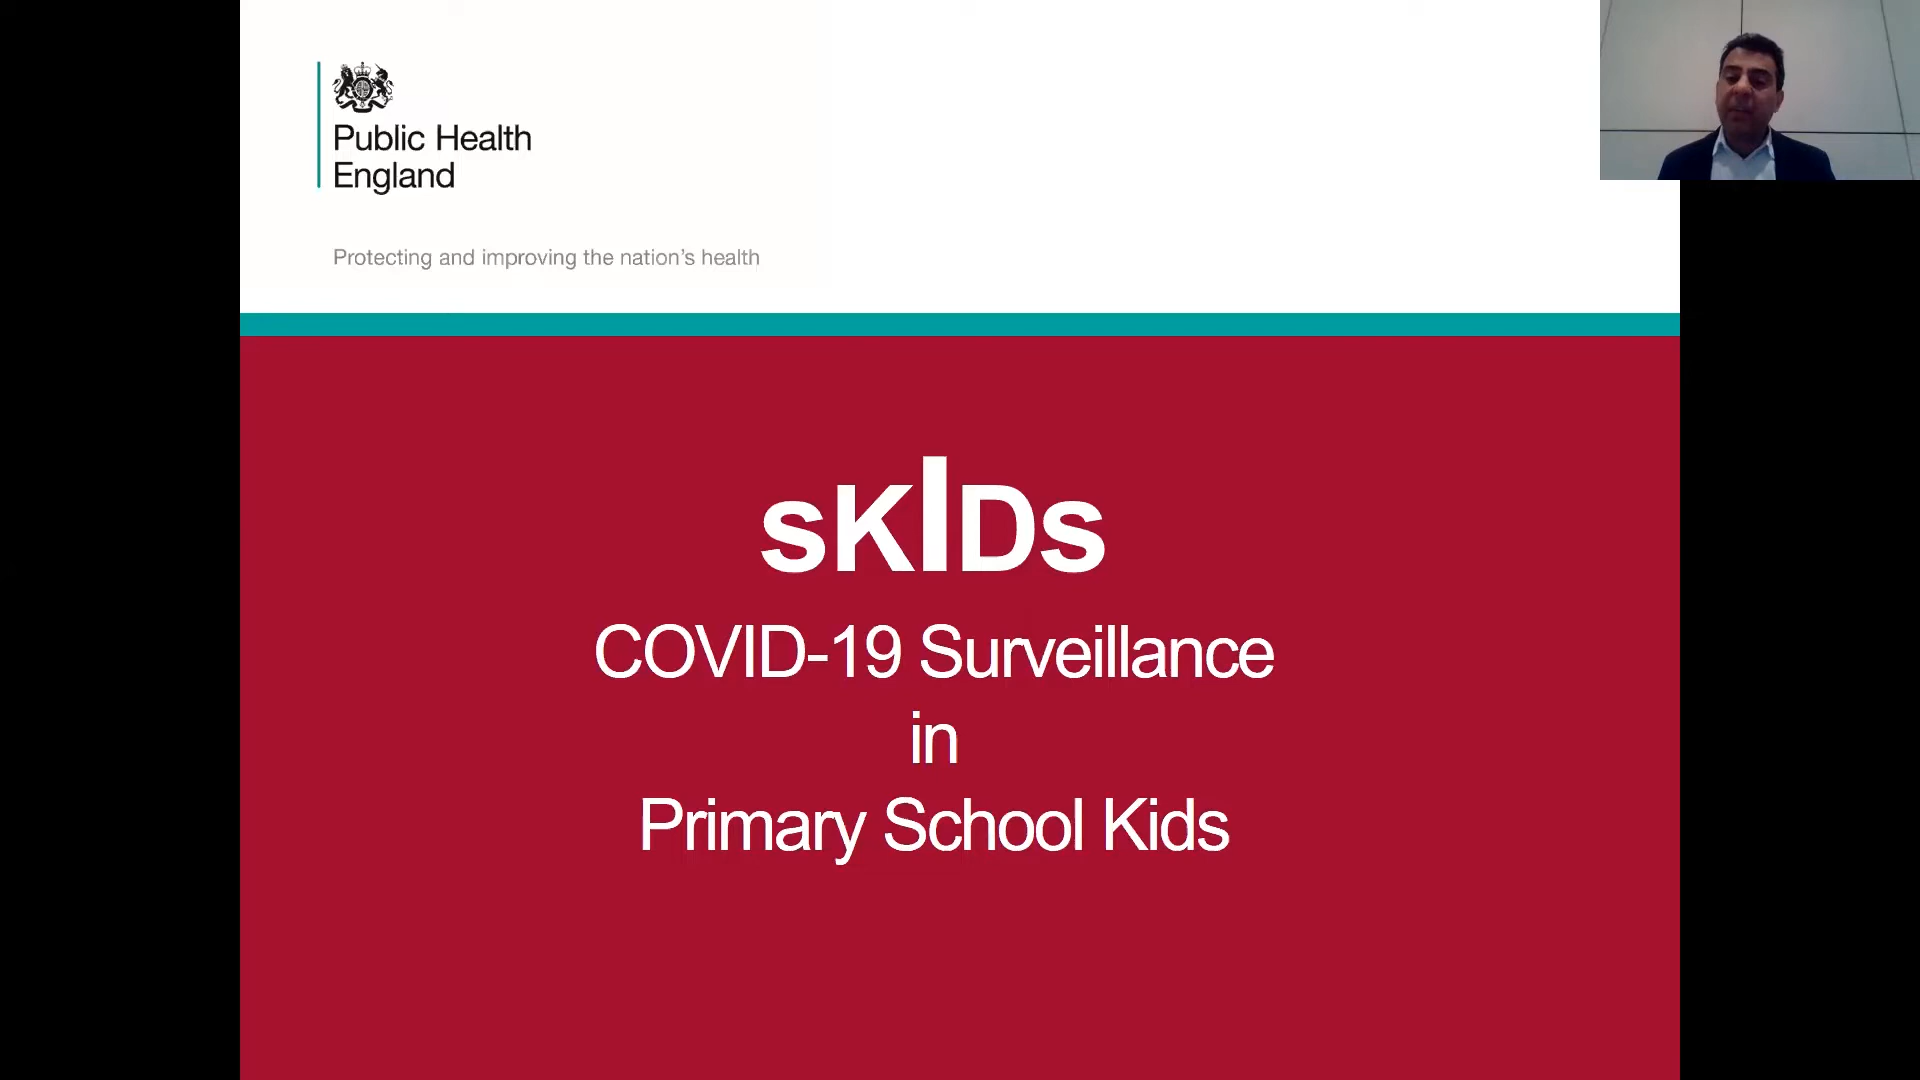 Public Health
England
Protecting and improving the nation's health
sKIDs
COVID-19 Surveillance
in
Primary School Kids